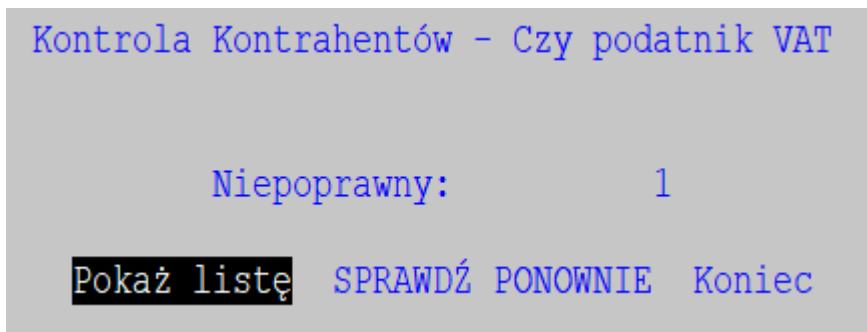 Kontrola Kontrahentów - Czy podatnik VAT
Niepoprawny: 1
Pokaż listę SPRAWDŹ PONOWNIE Koniec